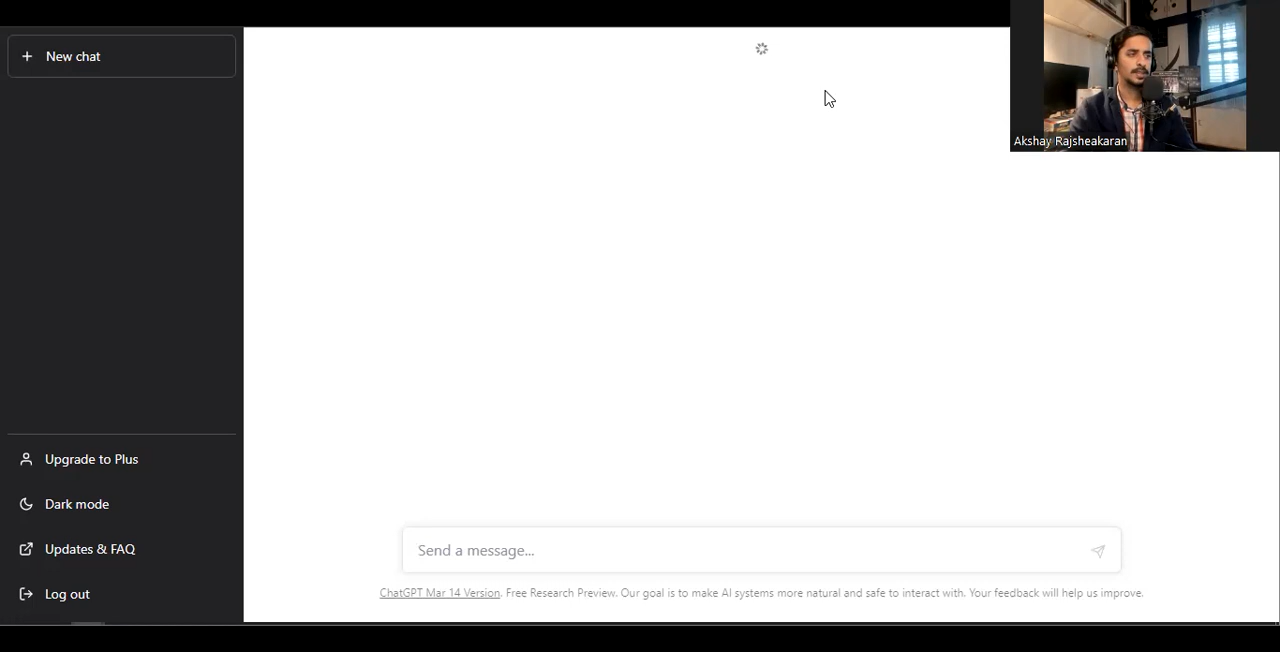 New chat
Akshay Rajsheakaran
Upgrade to Plus
Dark mode
Updates & FAQ
Log out
Send a message...
ChatGPT Mar 14 Version. Free Research Preview. Our goal is to make AI systems more natural and safe to interact with. Your feedback will help us improve.